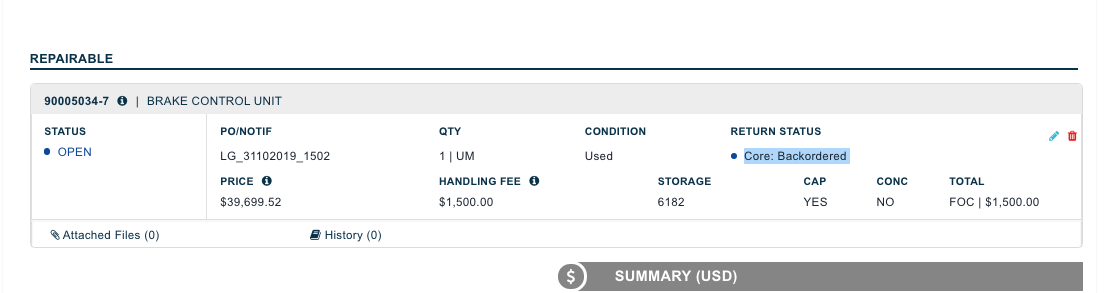 REPAIRABLE
90005034-7 | BRAKE CONTROL UNIT
STATUS PO/NOTIF QTY CONDITION RETURN STATUS
OPEN LG_31102019_1502 1 | UM Used Core: Backordered
PRICE HANDLING FEE STORAGE CAP CONC TOTAL
$39,699.52 $1,500.00 6182 YES NO FOC | $1,500.00
Attached Files (0) History (0)
$ SUMMARY (USD)